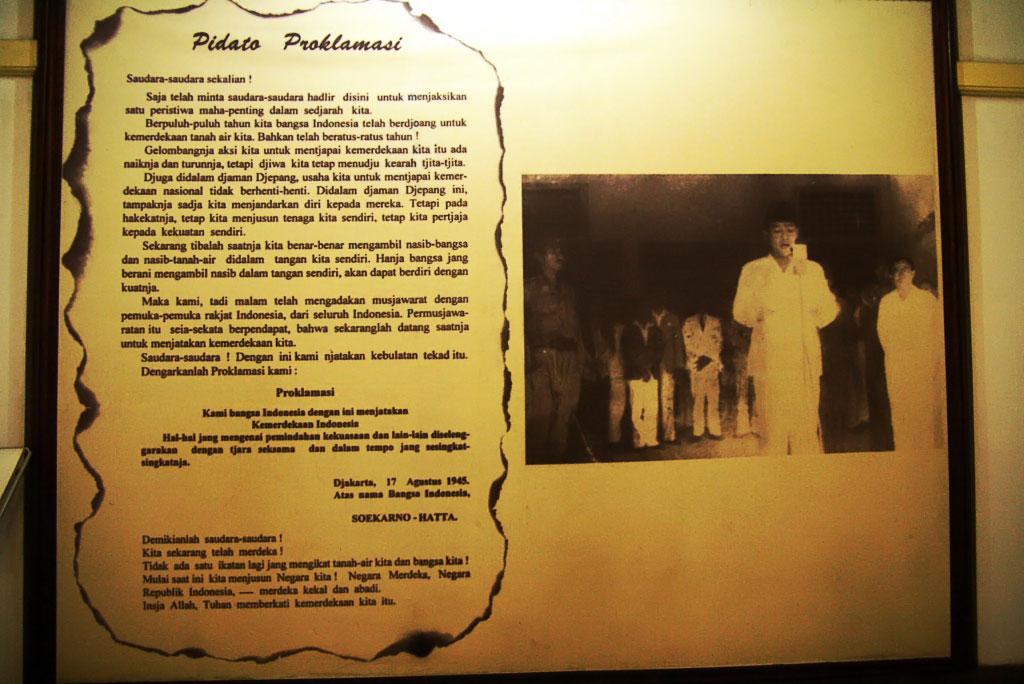 Pidato Proklamasi
Saudara-saudara sekalian !
Saja telah minta saudara-saudara hadlir disini untuk menjaksikan
satu peristiwa maha-penting dalam sedjarah kita.
Berpuluh-puluh tahun kita bangsa Indonesia telah berdjoang untuk
kemerdekaan tanah air kita. Bahkan telah beratus-ratus tahun !
Gelombangnja aksi kita untuk mentjapai kemerdekaan kita itu ada
naiknja dan turunnja, tetapi djiwa kita tetap menudju kearah tjita-tjita.
Djuga didalam djaman Djepang, usaha kita untuk mentjapai kemer-
dekaan nasional tidak berhenti-henti. Didalam djaman Djepang ini,
tampaknja sadja kita menjandarkan diri kepada mereka. Tetapi pada
hakekatnja, tetap kita menjusun tenaga kita sendiri, tetap kita pertjaja
kepada kekuatan sendiri.
Sekarang tibalah saatnja kita benar-benar mengambil nasib-bangsa
dan nasib-tanah-air didalam tangan kita sendiri. Hanja bangsa jang
berani mengambil nasib dalam tangan sendiri, akan dapat berdiri dengan
kuatnja.
Maka kami, tadi malam telah mengadakan musjawarat dengan
pemuka-pemuka rakjat Indonesia, dari seluruh Indonesia. Permusjawa-
ratan itu seia-sekata berpendapat, bahwa sekaranglah datang saatnja
untuk menjatakan kemerdekaan kita.
Saudara-saudara ! Dengan ini kami njatakan kebulatan tekad itu.
Dengarkanlah Proklamasi kami :
Proklamasi
Kami bangsa Indonesia dengan ini menjatakan
Kemerdekaan Indonesia
Hal-hal jang mengenai pemindahan kekuasaan dan lain-lain diseleng-
garakan dengan tjara seksama dan dalam tempo jang sesingkat-
singkatnja.
Djakarta, 17 Agustus 1945.
Atas nama Bangsa Indonesia,
SOEKARNO - HATTA.
Demikianlah saudara-saudara !
Kita sekarang telah merdeka !
Tidak ada satu ikatan lagi jang mengikat tanah-air kita dan bangsa kita !
Mulai saat ini kita menjusun Negara kita ! Negara Merdeka, Negara
Republik Indonesia, — merdeka kekal dan abadi.
Insja Allah, Tuhan memberkati kemerdekaan kita itu.